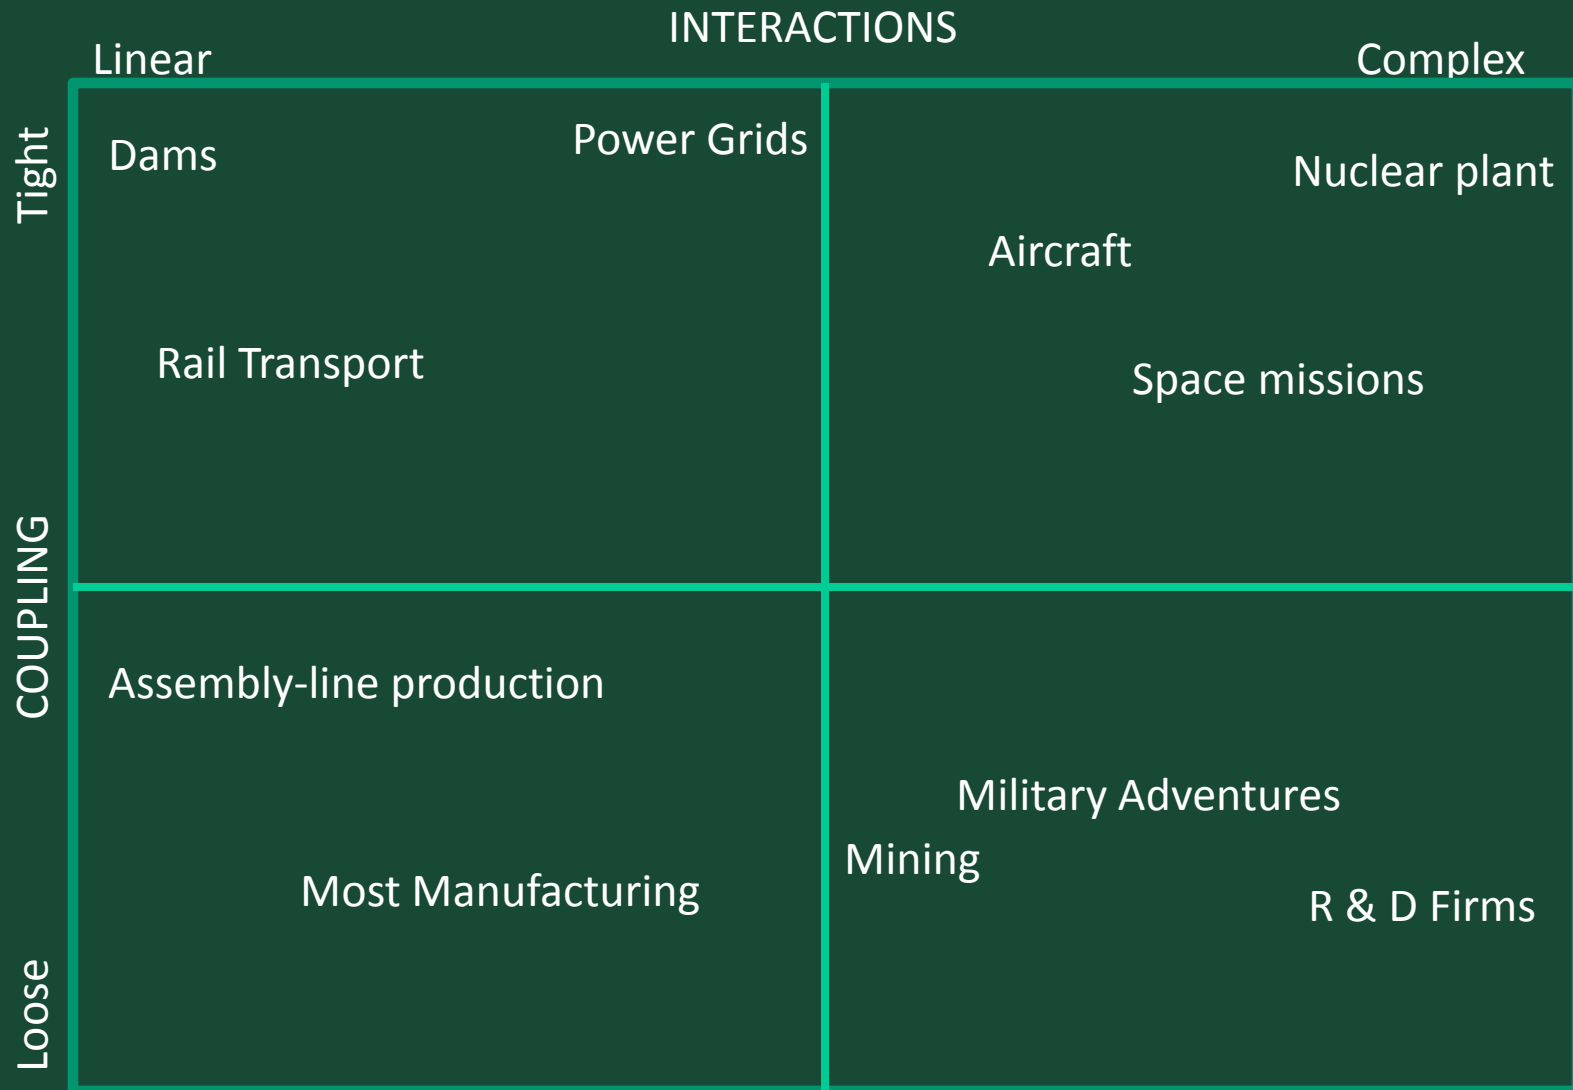 INTERACTIONS
Linear
Complex
Tight
COUPLING
Loose
Dams
Power Grids
Nuclear plant
Aircraft
Rail Transport
Space missions
Assembly-line production
Military Adventures
Mining
Most Manufacturing
R & D Firms